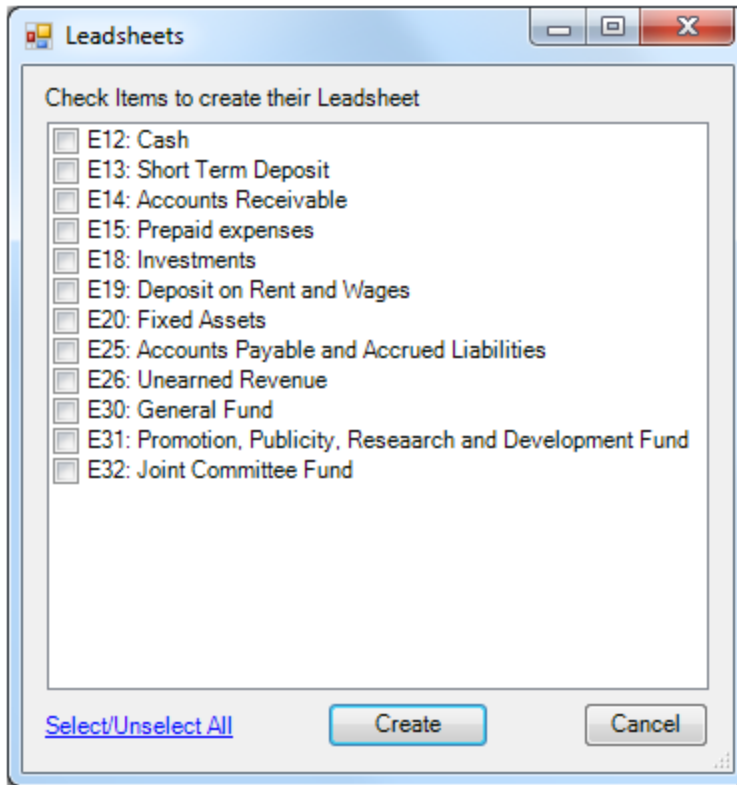 Leadsheets
Check Items to create their Leadsheet
E12: Cash
E13: Short Term Deposit
E14: Accounts Receivable
E15: Prepaid expenses
E18: Investments
E19: Deposit on Rent and Wages
E20: Fixed Assets
E25: Accounts Payable and Accrued Liabilities
E26: Unearned Revenue
E30: General Fund
E31: Promotion, Publicity, Reseaarch and Development Fund
E32: Joint Committee Fund
Select/Unselect All Create Cancel